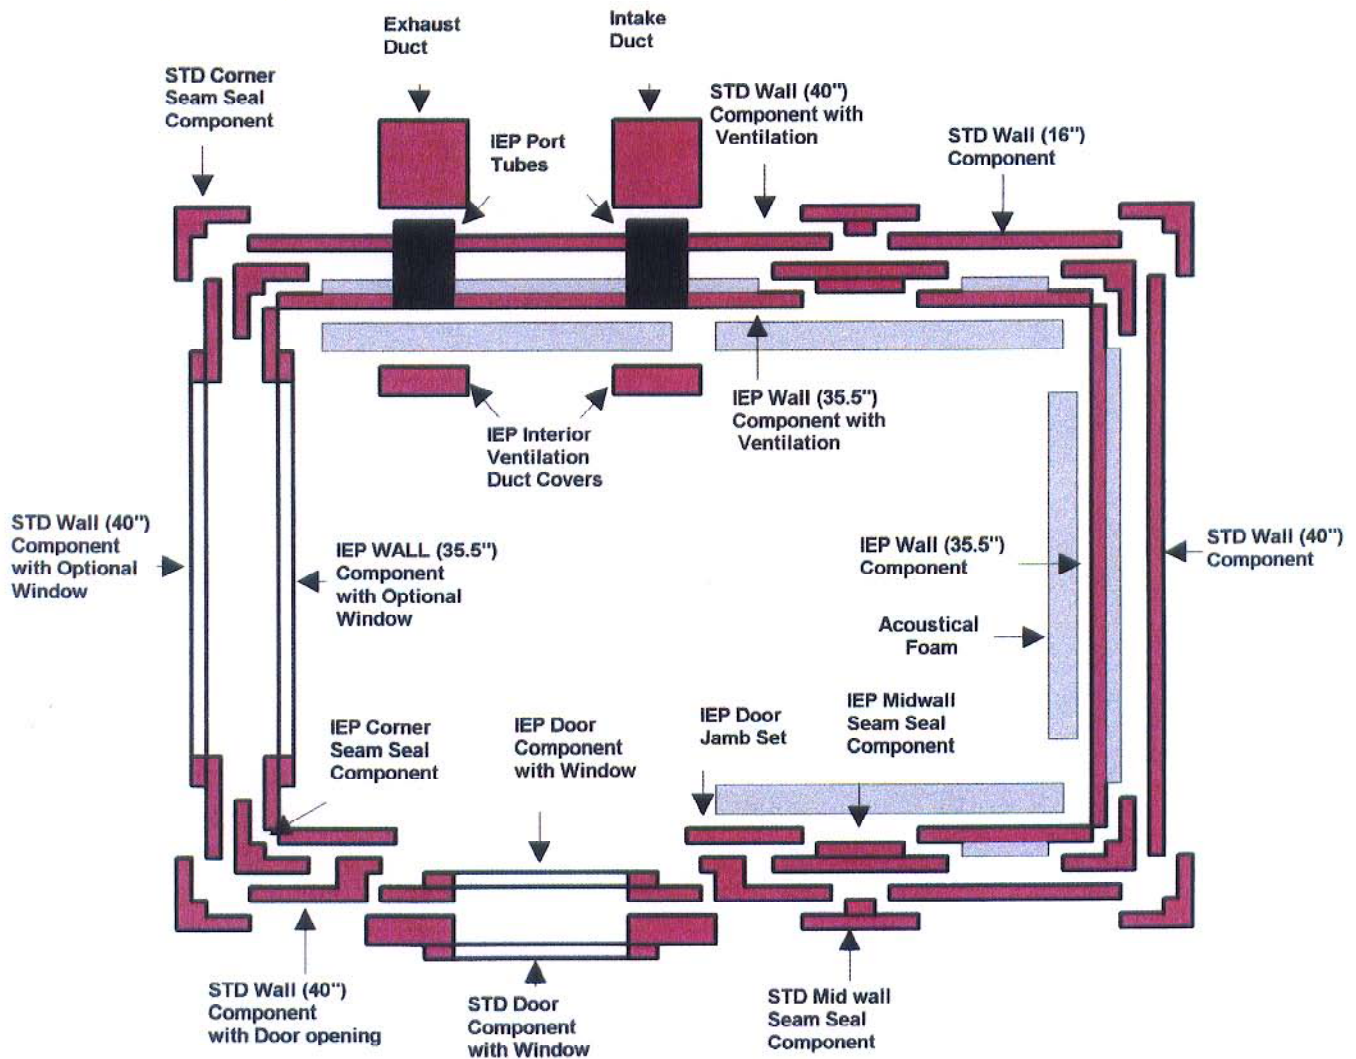 Exhaust
Duct
Intake
Duct
STD Corner
Seam Seal
Component
IEP Port
Tubes
STD Wall (40")
Component with
Ventilation
STD Wall (16")
Component
IEP Interior
Ventilation
Duct Covers
IEP Wall (35.5")
Component with
Ventilation
STD Wall (40")
Component
with Optional
Window
IEP WALL (35.5")
Component
with Optional
Window
IEP Wall (35.5")
Component
STD Wall (40")
Component
Acoustical
Foam
IEP Corner
Seam Seal
Component
IEP Door
Component
with Window
IEP Door
Jamb Set
IEP Midwall
Seam Seal
Component
STD Wall (40")
Component
with Door opening
STD Door
Component
with Window
STD Mid wall
Seam Seal
Component